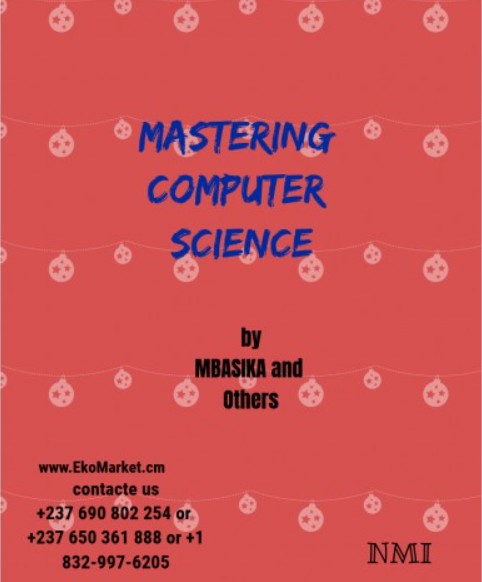 MASTERING
COMPUTER
SCIENCE
by
MBASIKA and
Others
www.EkoMarket.cm
contacte us
+237 690 802 254 or
+237 650 361 888 or +1
832-997-6205
NMI